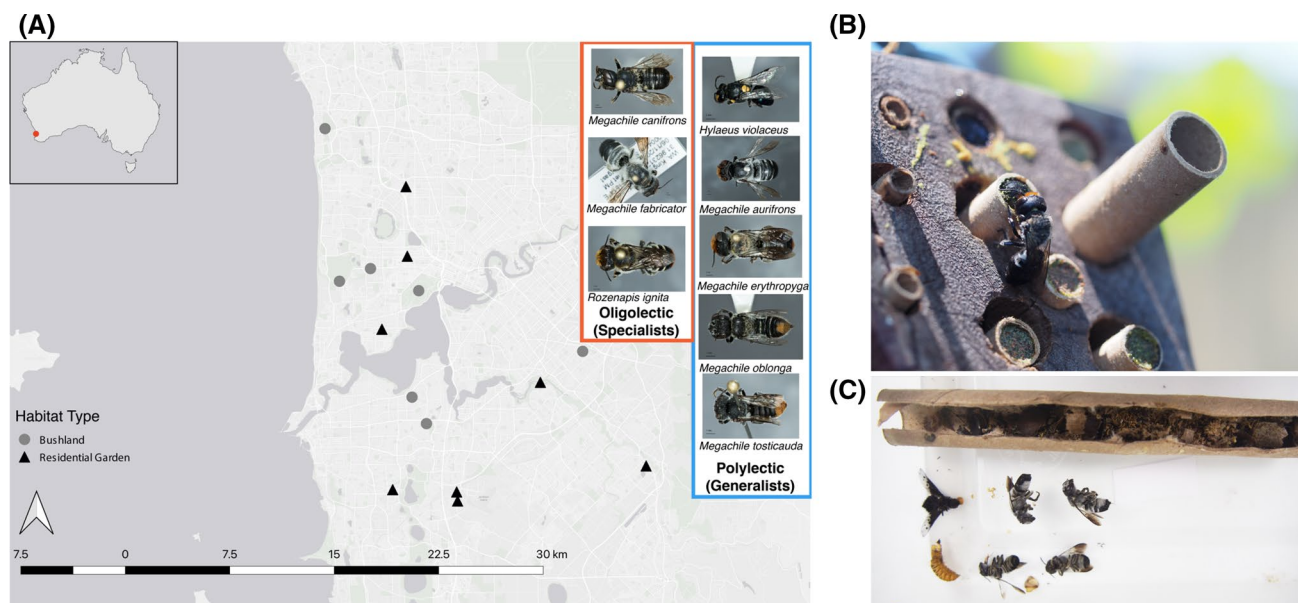 (A)
(B)
Megachile canifrons
Hylaeus violaceus
Megachile fabricator
Megachile aurifrons
Rozenapis ignita
Megachile erythropyga
Oligolectic
(Specialists)
Megachile oblonga
Megachile tosticauda
Polylectic
(Generalists)
Habitat Type
Bushland
Residential Garden
7.5 0 7.5 15 22.5 30 km
(C)